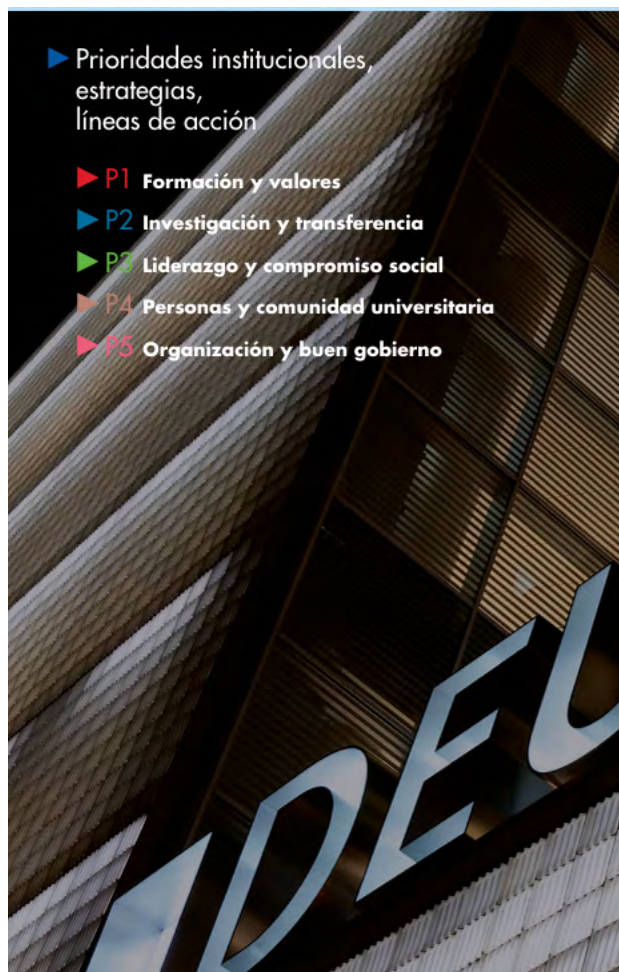 Prioridades institucionales,
estrategias,
líneas de acción
P1 Formación y valores
P2 Investigación y transferencia
P3 Liderazgo y compromiso social
P4 Personas y comunidad universitaria
P5 Organización y buen gobierno
IDEU